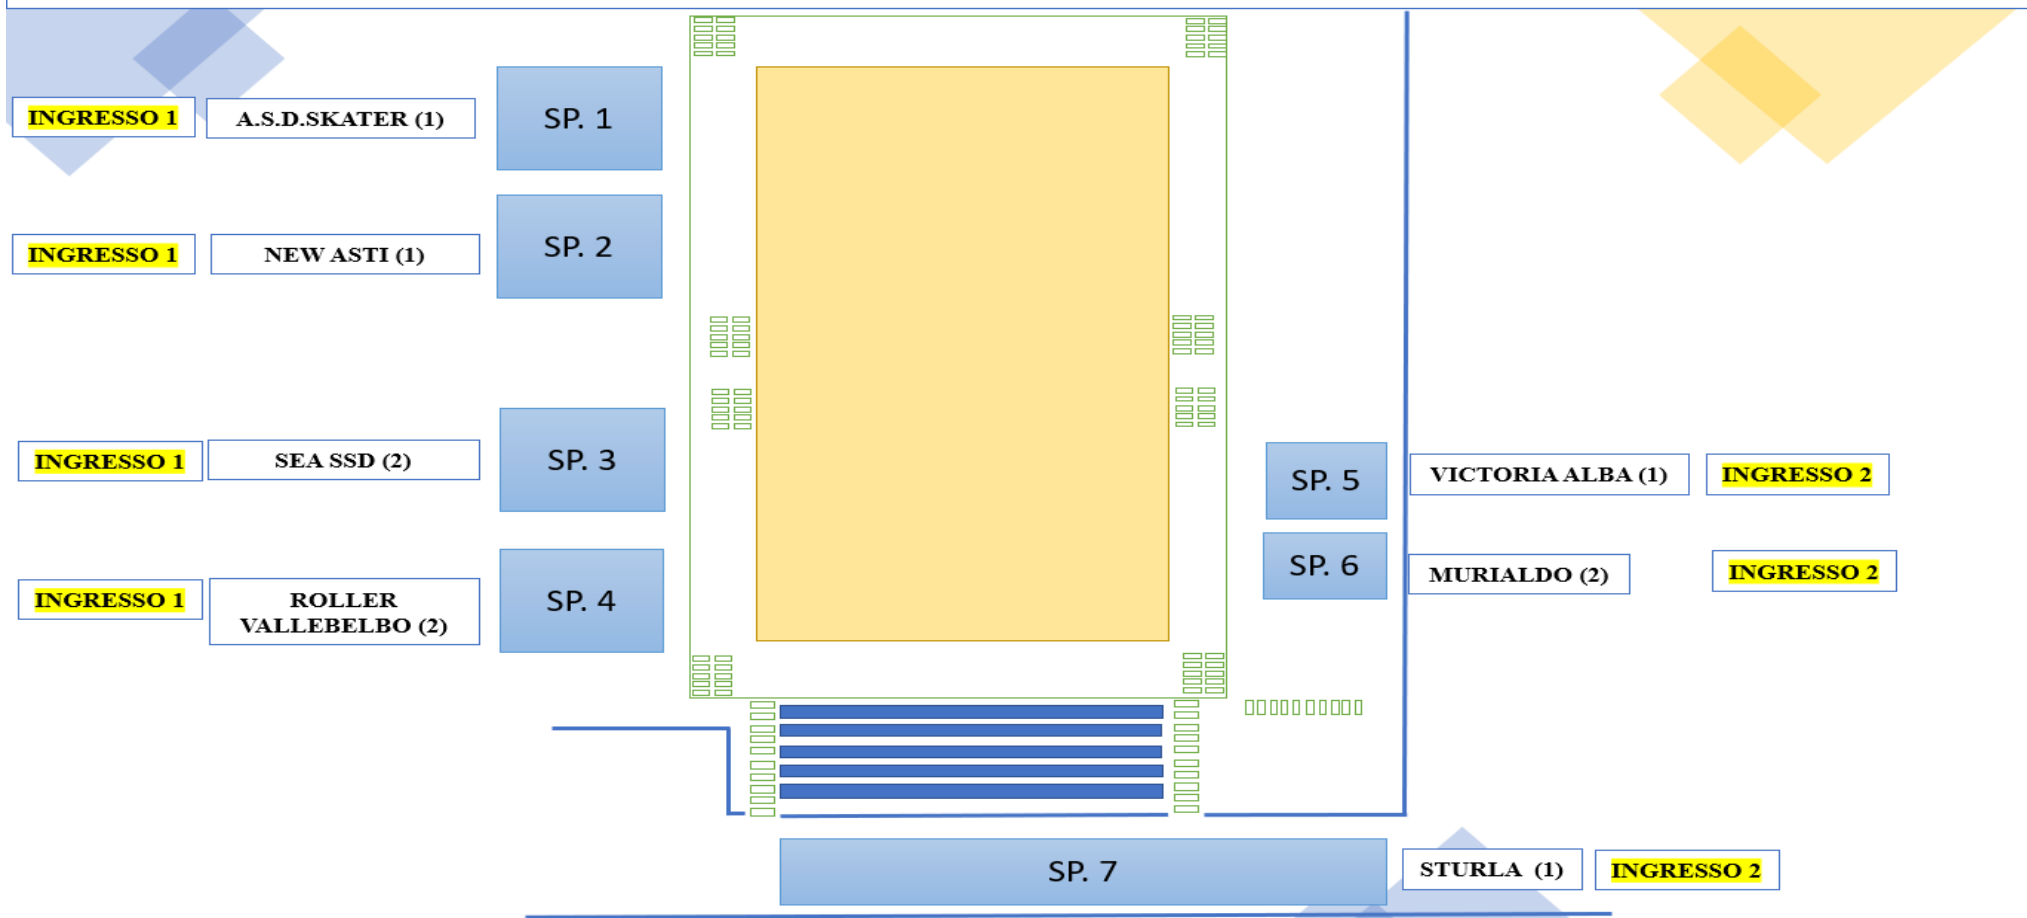 INGRESSO 1
A.S.D.SKATER (1)
SP. 1
INGRESSO 1
NEW ASTI (1)
SP. 2
INGRESSO 1
SEA SSD (2)
SP. 3
SP. 5
VICTORIA ALBA (1)
INGRESSO 2
SP. 6
MURIALDO (2)
INGRESSO 2
INGRESSO 1
ROLLER
VALLEBELBO (2)
SP. 4
SP. 7
STURLA (1)
INGRESSO 2